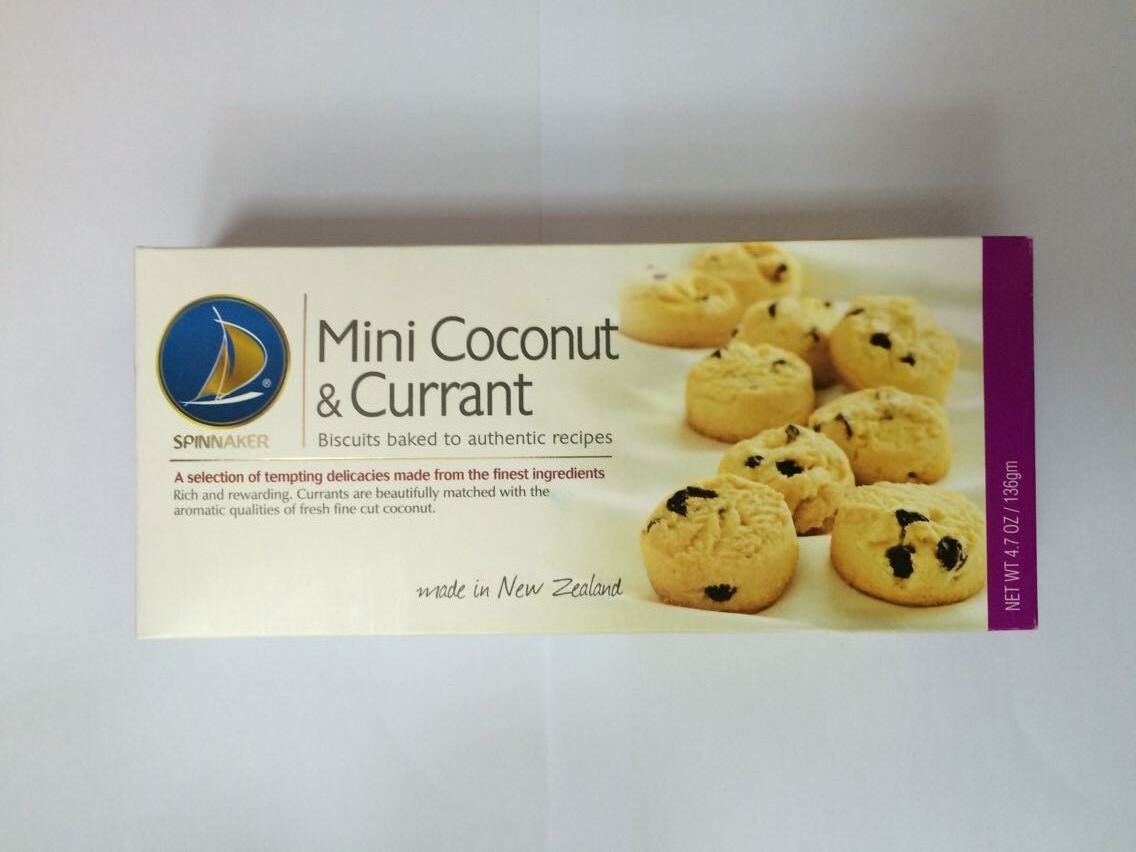 Mini Coconut
& Currant
Biscuits baked to authentic recipes
®
SPINNAKER
A selection of tempting delicacies made from the finest ingredients
Rich and rewarding. Currants are beautifully matched with the
aromatic qualities of fresh fine cut coconut.
made in New Zealand
NET WT 4.7 OZ / 136gm